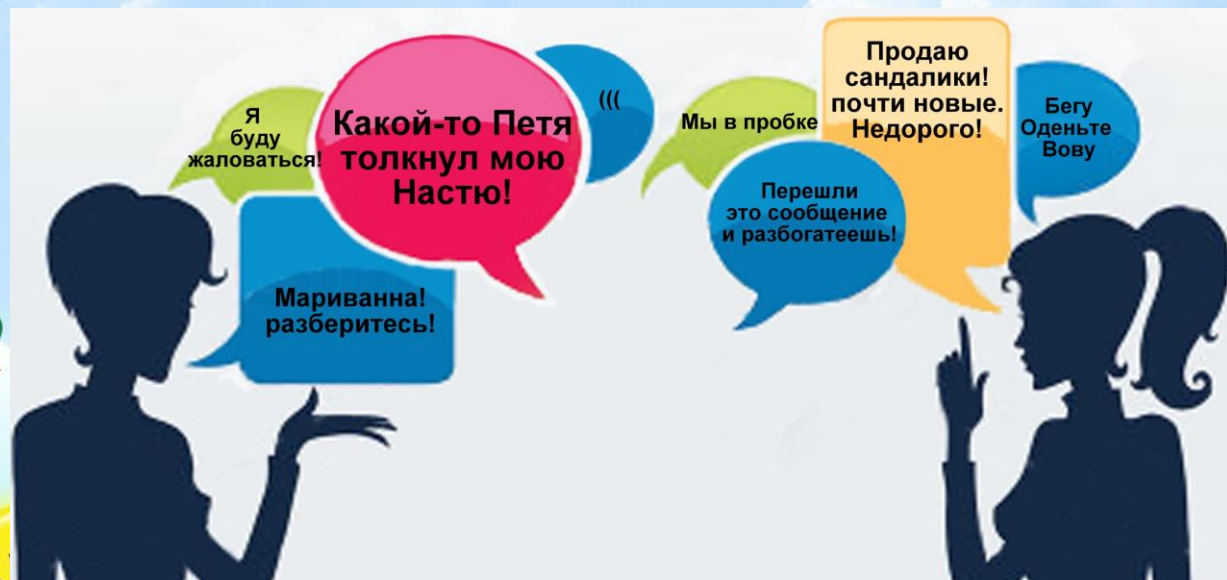 Я
буду
жаловаться!
Какой-то Петя
толкнул мою
Настю!
(((
Мариванна!
разберитесь!
Мы в пробке
Продаю
сандалики!
почти новые.
Недорого!
Бегу
Оденьте
Вову
Перешли
это сообщение
и разбогатеешь!